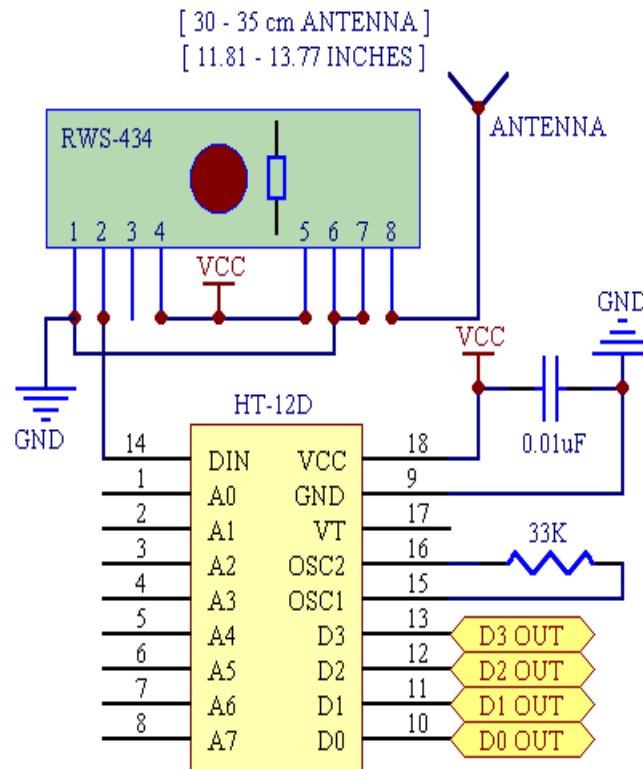 [ 30 - 35 cm ANTENNA ]
[ 11.81 - 13.77 INCHES ]
ANTENNA
RWS-434
1 2 3 4 5 6 7 8
VCC
GND
VCC
GND
0.01uF
HT-12D
14 DIN VCC 18
1 A0 GND 9
2 A1 VT 17
3 A2 OSC2 16
33K
4 A3 OSC1 15
5 A4 D3 13 D3 OUT
6 A5 D2 12 D2 OUT
7 A6 D1 11 D1 OUT
8 A7 D0 10 D0 OUT